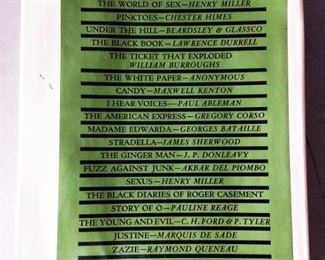 THE WORLD OF SEX—HENRY MILLER
PINKTOES—CHESTER HIMES
UNDER THE HILL—BEARDSLEY & GLASSCO
THE BLACK BOOK—LAWRENCE DURRELL
THE TICKET THAT EXPLODED
WILLIAM BURROUGHS
THE WHITE PAPER—ANONYMOUS
CANDY—MAXWELL KENTON
I HEAR VOICES—PAUL ABLEMAN
THE AMERICAN EXPRESS—GREGORY CORSO
MADAME EDWARDA—GEORGES BATAILLE
STRADELLA—JAMES SHERWOOD
THE GINGER MAN—J. P. DONLEAVY
FUZZ AGAINST JUNK—AKBAR DEL PIOMBO
SEXUS—HENRY MILLER
THE BLACK DIARIES OF ROGER CASEMENT
STORY OF O—PAULINE REAGE
THE YOUNG AND EVIL—C. H. FORD & P. TYLER
JUSTINE—MARQUIS DE SADE
ZAZIE—RAYMOND QUENEAU